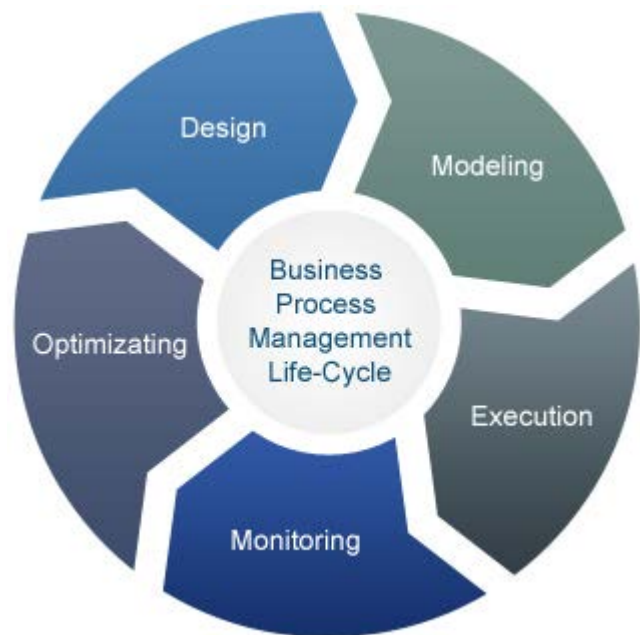 Design
Modeling
Business
Process
Management
Life-Cycle
Optimizating
Execution
Monitoring